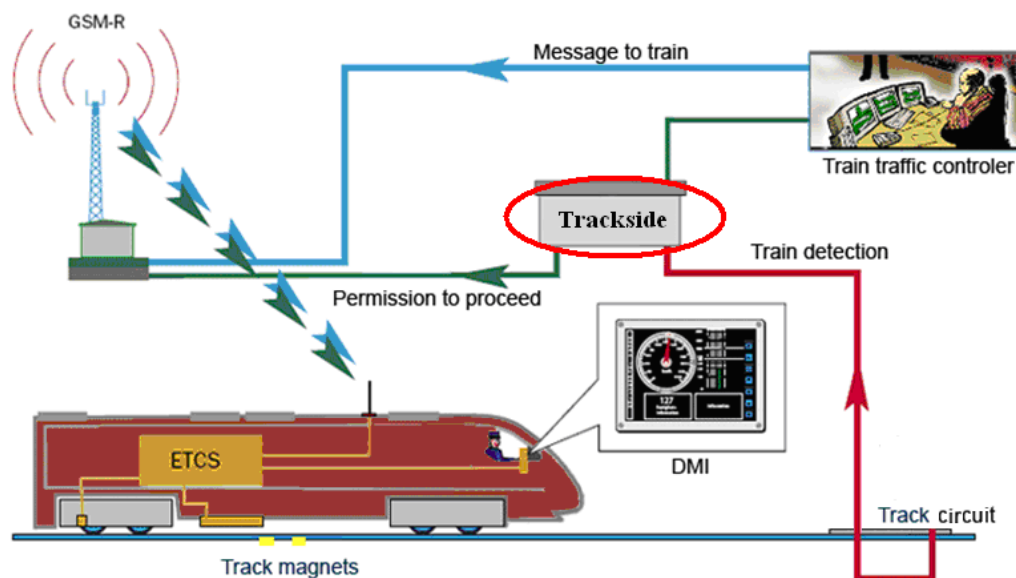 GSM-R
Message to train
Train traffic controler
Trackside
Train detection
Permission to proceed
127
ETCS
DMI
Track circuit
Track magnets